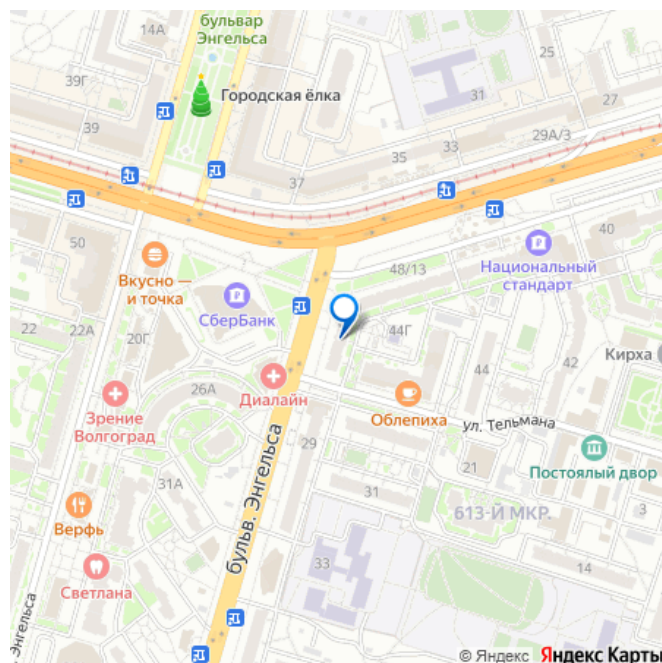 бульвар
Энгельса
14А
25
39Г
Городская ёлка
31
27
39
29А/3
33
35
37
50
40
48/13
Национальный
стандарт
Вкусно —
и точка
СберБанк
22
22А
20Г
44Г
44
42
Кирха
26А
Диалайн
Облепиха
ул. Тельмана
Зрение
Волгоград
29
21
Постоялый двор
31А
31
613-Й МКР.
3
Верфь
бульв. Энгельса
33
14
Светлана
. Энгельса
© Яндекс Яндекс Карты